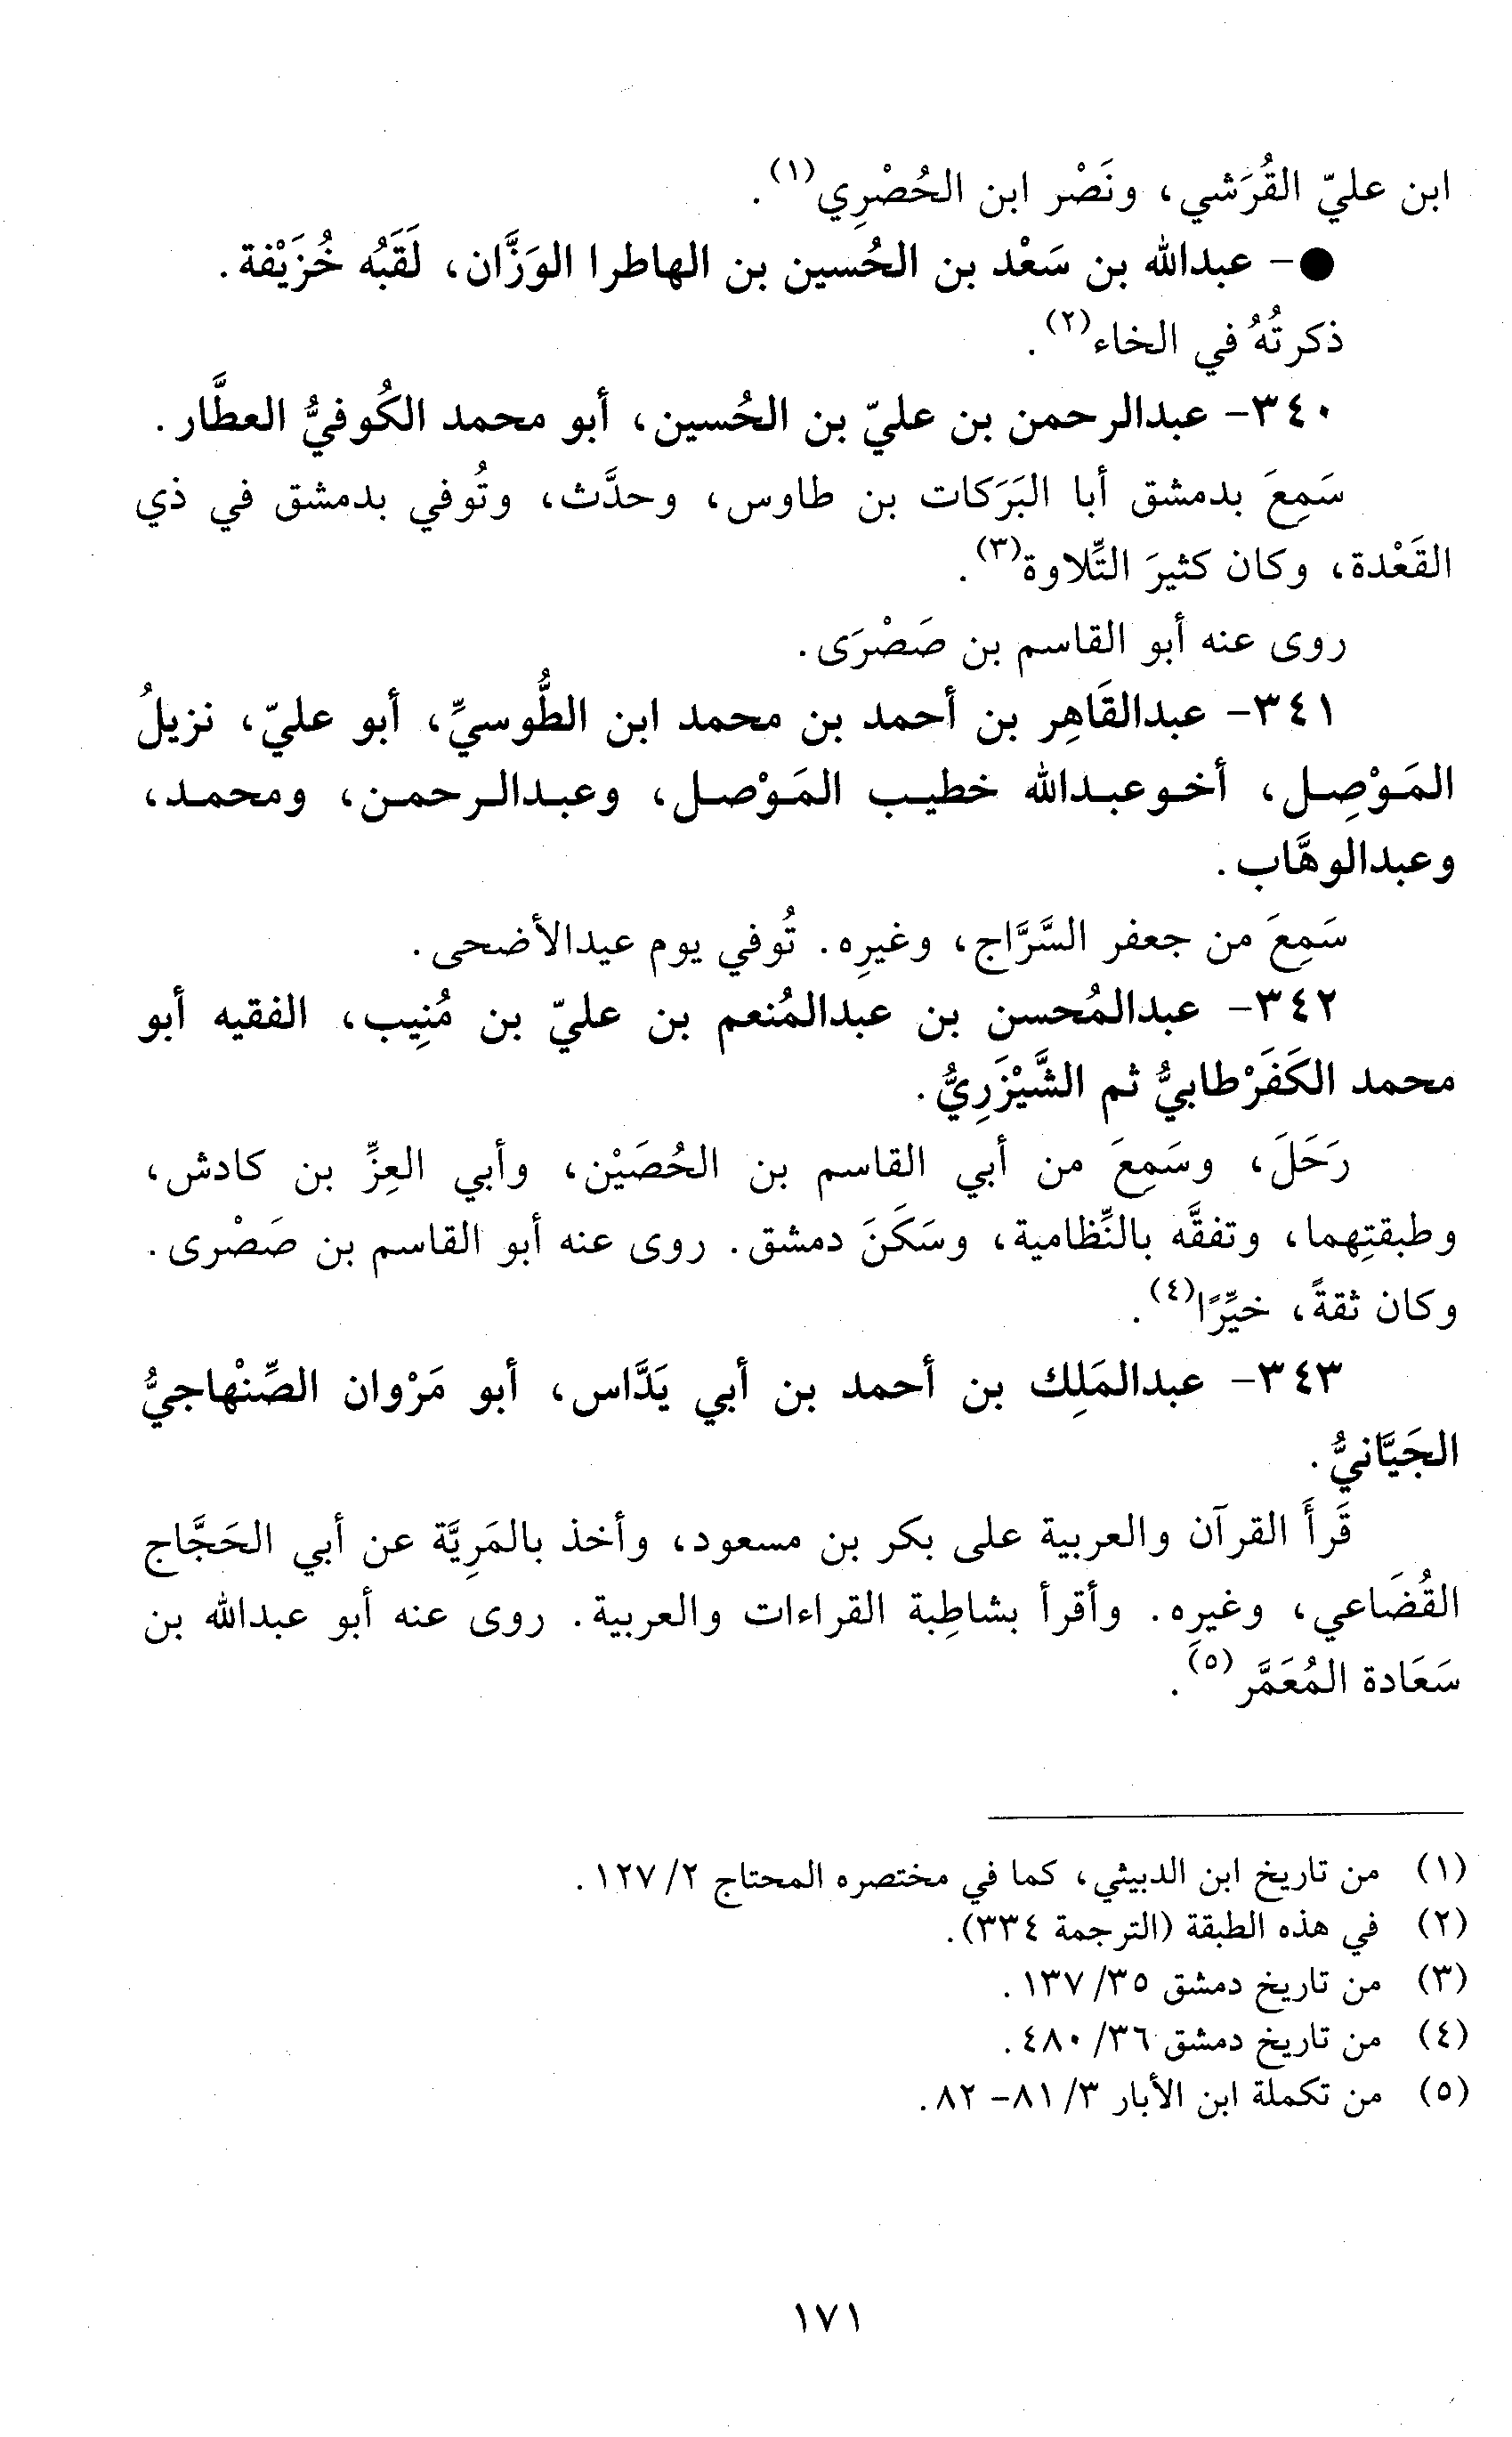 ابن عليّ القُرَشي، ونَصْر ابن الحُصْرِي(١).
●- عبدالله بن سَعْد بن الحُسين بن الهاطرا الوَزَّان، لَقَبُه خُزَيْفة.
ذكرتُهُ في الخاء(٢).
٣٤٠- عبدالرحمن بن عليّ بن الحُسين، أبو محمد الكُوفيُّ العطَّار.
سَمِعَ بدمشق أبا البَرَكات بن طاوس، وحدَّث، وتُوفي بدمشق في ذي
القَعْدة، وكان كثيرَ التِّلاوة(٣).
روى عنه أبو القاسم بن صَصْرَى.
٣٤١- عبدالقَاهِر بن أحمد بن محمد ابن الطُّوسيِّ، أبو عليّ، نزيلُ
المَوْصِل، أخوعبدالله خطيب المَوْصل، وعبدالرحمن، ومحمد،
وعبدالوهَّاب.
سَمِعَ من جعفر السَّرَّاج، وغيرِه. تُوفي يوم عيدالأضحى.
٣٤٢- عبدالمُحسن بن عبدالمُنعم بن عليّ بن مُنِيب، الفقيه أبو
محمد الكَفَرْطابيُّ ثم الشَّيْزَرِيُّ.
رَحَلَ، وسَمِعَ من أبي القاسم بن الحُصَيْن، وأبي العِزِّ بن كادش،
وطبقتِهما، وتفقَّه بالنِّظامية، وسَكَنَ دمشق. روى عنه أبو القاسم بن صَصْرى.
وكان ثقةً، خيِّرًا(٤).
٣٤٣- عبدالمَلِك بن أحمد بن أبي يَدَّاس، أبو مَرْوان الصِّنْهاجيُّ
الجَيَّانيُّ.
قَرأَ القرآن والعربية على بكر بن مسعود، وأخذ بالمَرِيَّة عن أبي الحَجَّاج
القُضَاعي، وغيرِه. وأقرأ بشاطِبة القراءات والعربية. روى عنه أبو عبدالله بن
سَعَادة المُعَمَّر(٥).
(١) من تاريخ ابن الدبيثي، كما في مختصره المحتاج ٢/ ١٢٧.
(٢) في هذه الطبقة (الترجمة ٣٣٤).
(٣) من تاريخ دمشق ٣٥/ ١٣٧.
(٤) من تاريخ دمشق ٣٦/ ٤٨٠.
(٥) من تكملة ابن الأبار ٣/ ٨١- ٨٢.
١٧١